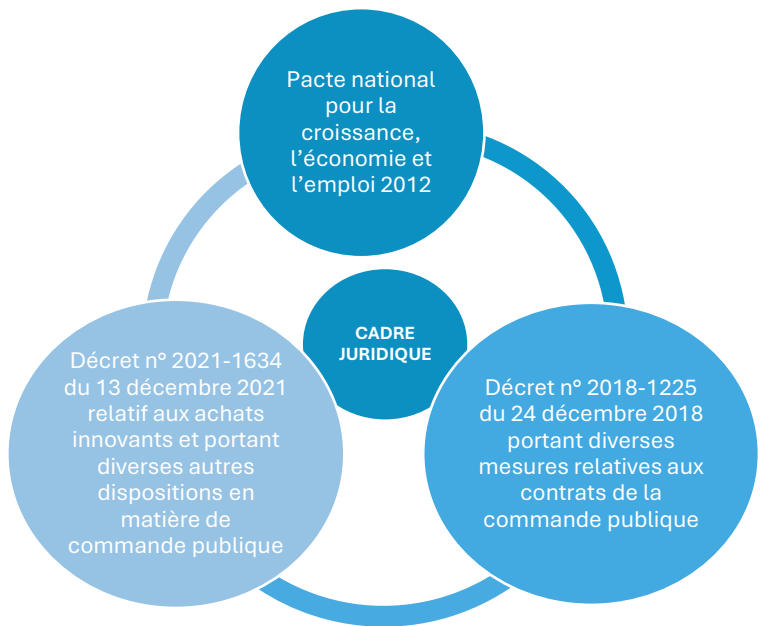 Pacte national
pour la
croissance,
l’économie et
l’emploi 2012
CADRE
JURIDIQUE
Décret n° 2021-1634
du 13 décembre 2021
relatif aux achats
innovants et portant
diverses autres
dispositions en
matière de
commande publique
Décret n° 2018-1225
du 24 décembre 2018
portant diverses
mesures relatives aux
contrats de la
commande publique